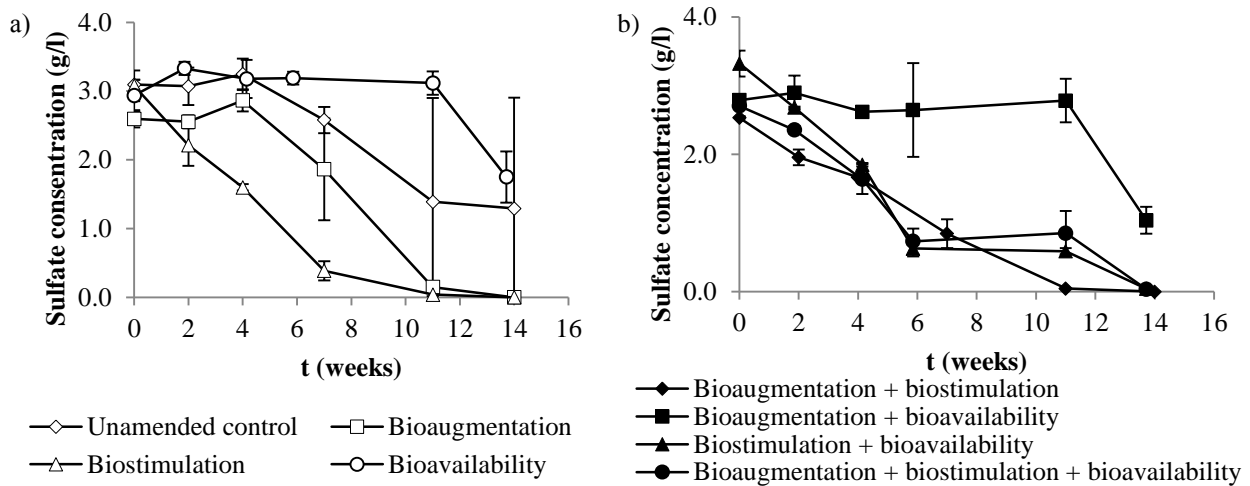 a)
Sulfate consentration (g/l)
4.0
3.0
2.0
1.0
0.0
0 2 4 6 8 10 12 14 16
t (weeks)
Unamended control
Bioaugmentation
Biostimulation
Bioavailability
b)
Sulfate concentration (g/l)
4.0
2.0
0.0
0 2 4 6 8 10 12 14 16
t (weeks)
Bioaugmentation + biostimulation
Bioaugmentation + bioavailability
Biostimulation + bioavailability
Bioaugmentation + biostimulation + bioavailability